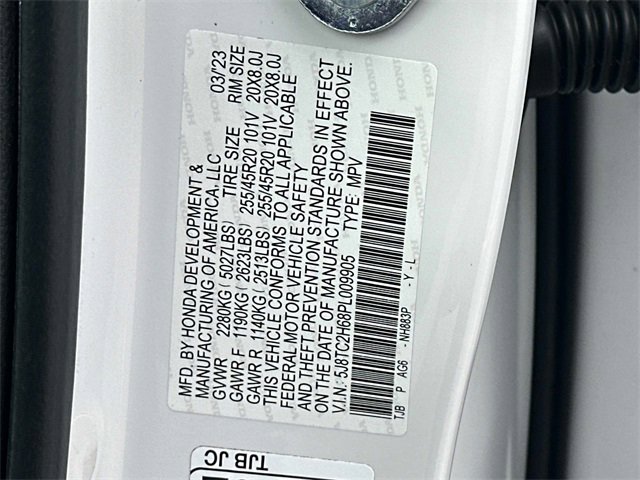 MFD. BY HONDA DEVELOPMENT &
MANUFACTURING OF AMERICA, LLC 03/'23
GVWR 2280KG ( 5027LBS) TIRE SIZE RIM SIZE
GAWR F 1190KG ( 2623LBS) 255/45R20 101V 20X8.0J
GAWR R 1140KG ( 2513LBS) 255/45R20 101V 20X8.0J
THIS VEHICLE CONFORMS TO ALL APPLICABLE
FEDERAL MOTOR VEHICLE SAFETY
AND THEFT PREVENTION STANDARDS IN EFFECT
ON THE DATE OF MANUFACTURE SHOWN ABOVE.
V.I.N.: 5J8TC2H68PL009905 TYPE: MPV
TJB P AG6 - NH883P - Y - L
TJB JC